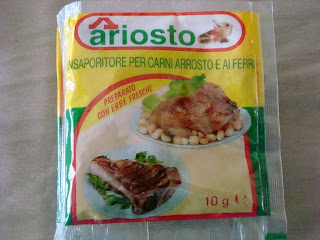 ariosto
INSAPORITORE PER CARNI ARROSTO E AI FERRI
PREPARATO
CON ERBE FRESCHE
10 g e